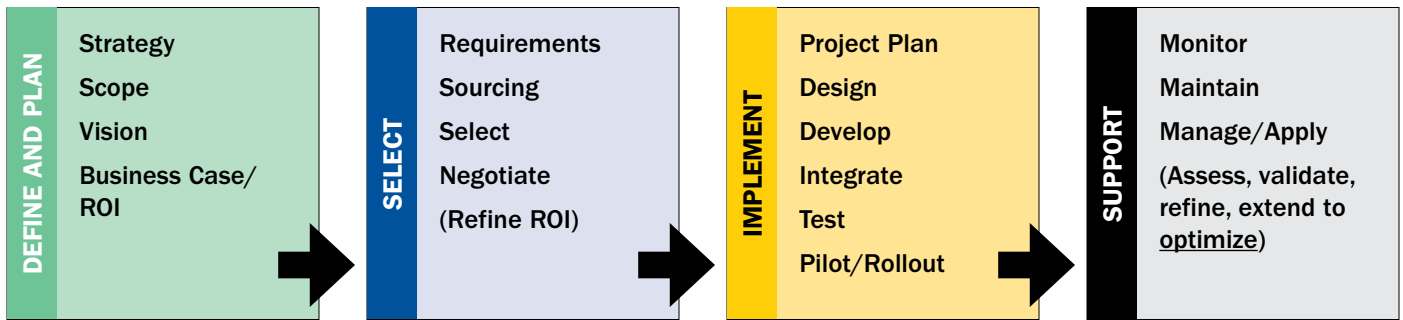 DEFINE AND PLAN
Strategy
Scope
Vision
Business Case/
ROI
SELECT
Requirements
Sourcing
Select
Negotiate
(Refine ROI)
IMPLEMENT
Project Plan
Design
Develop
Integrate
Test
Pilot/Rollout
SUPPORT
Monitor
Maintain
Manage/Apply
(Assess, validate,
refine, extend to
optimize)